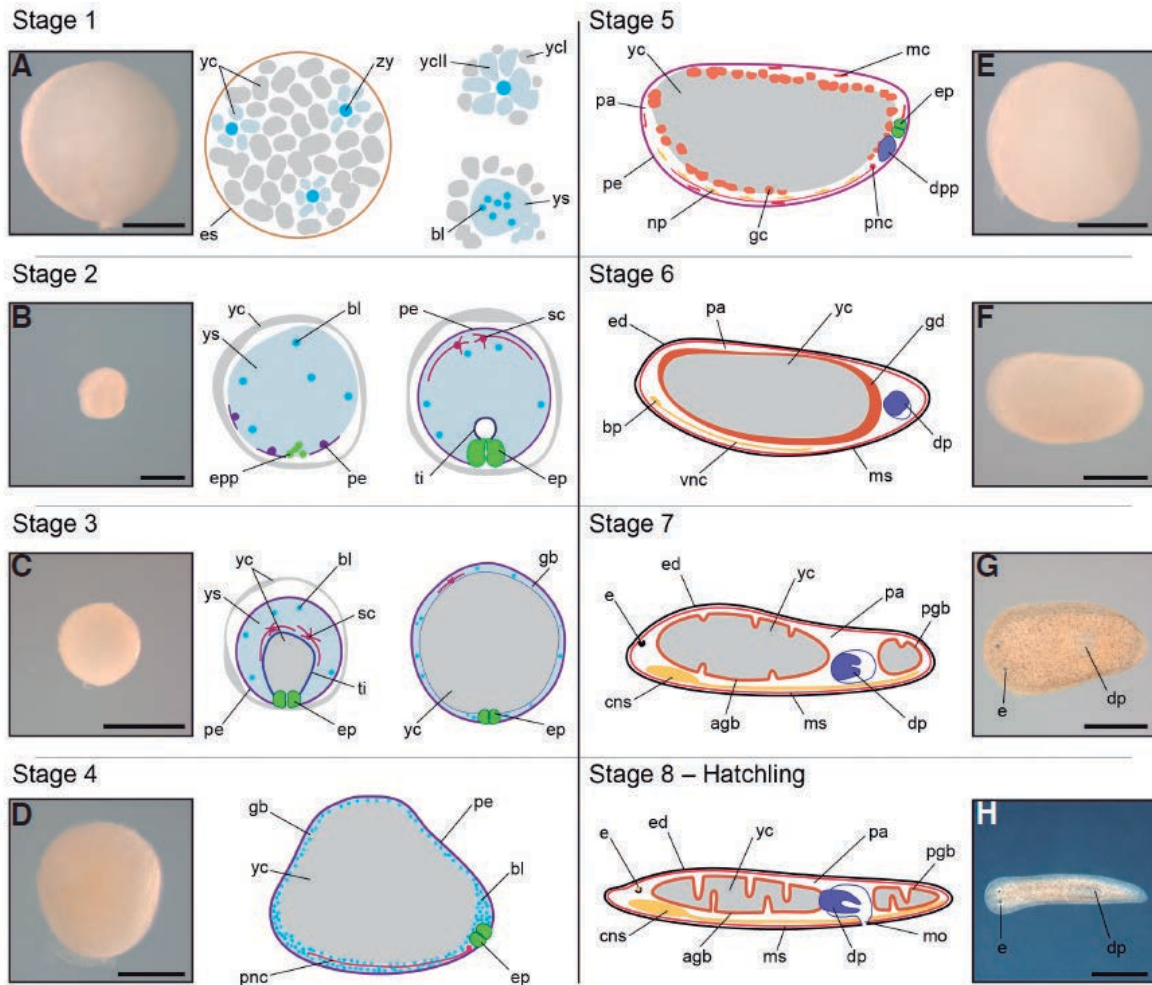 Stage 1
A
yc
zy
ycII
ycI
es
bl
ys
Stage 2
B
yc
bl
ys
pe
sc
epp
pe
ti
ep
Stage 3
C
yc
bl
gb
ys
sc
ti
pe
ep
yc
ep
Stage 4
D
gb
pe
yc
bl
pnc
ep
Stage 5
yc
mc
E
ep
pa
pe
dpp
np
gc
pnc
Stage 6
ed
pa
yc
gd
F
bp
dp
vnc
ms
Stage 7
ed
yc
G
e
pa
pgb
cns
agb
ms
dp
e
dp
Stage 8 – Hatchling
e
ed
yc
pa
pgb
H
cns
agb
ms
dp
mo
e
dp